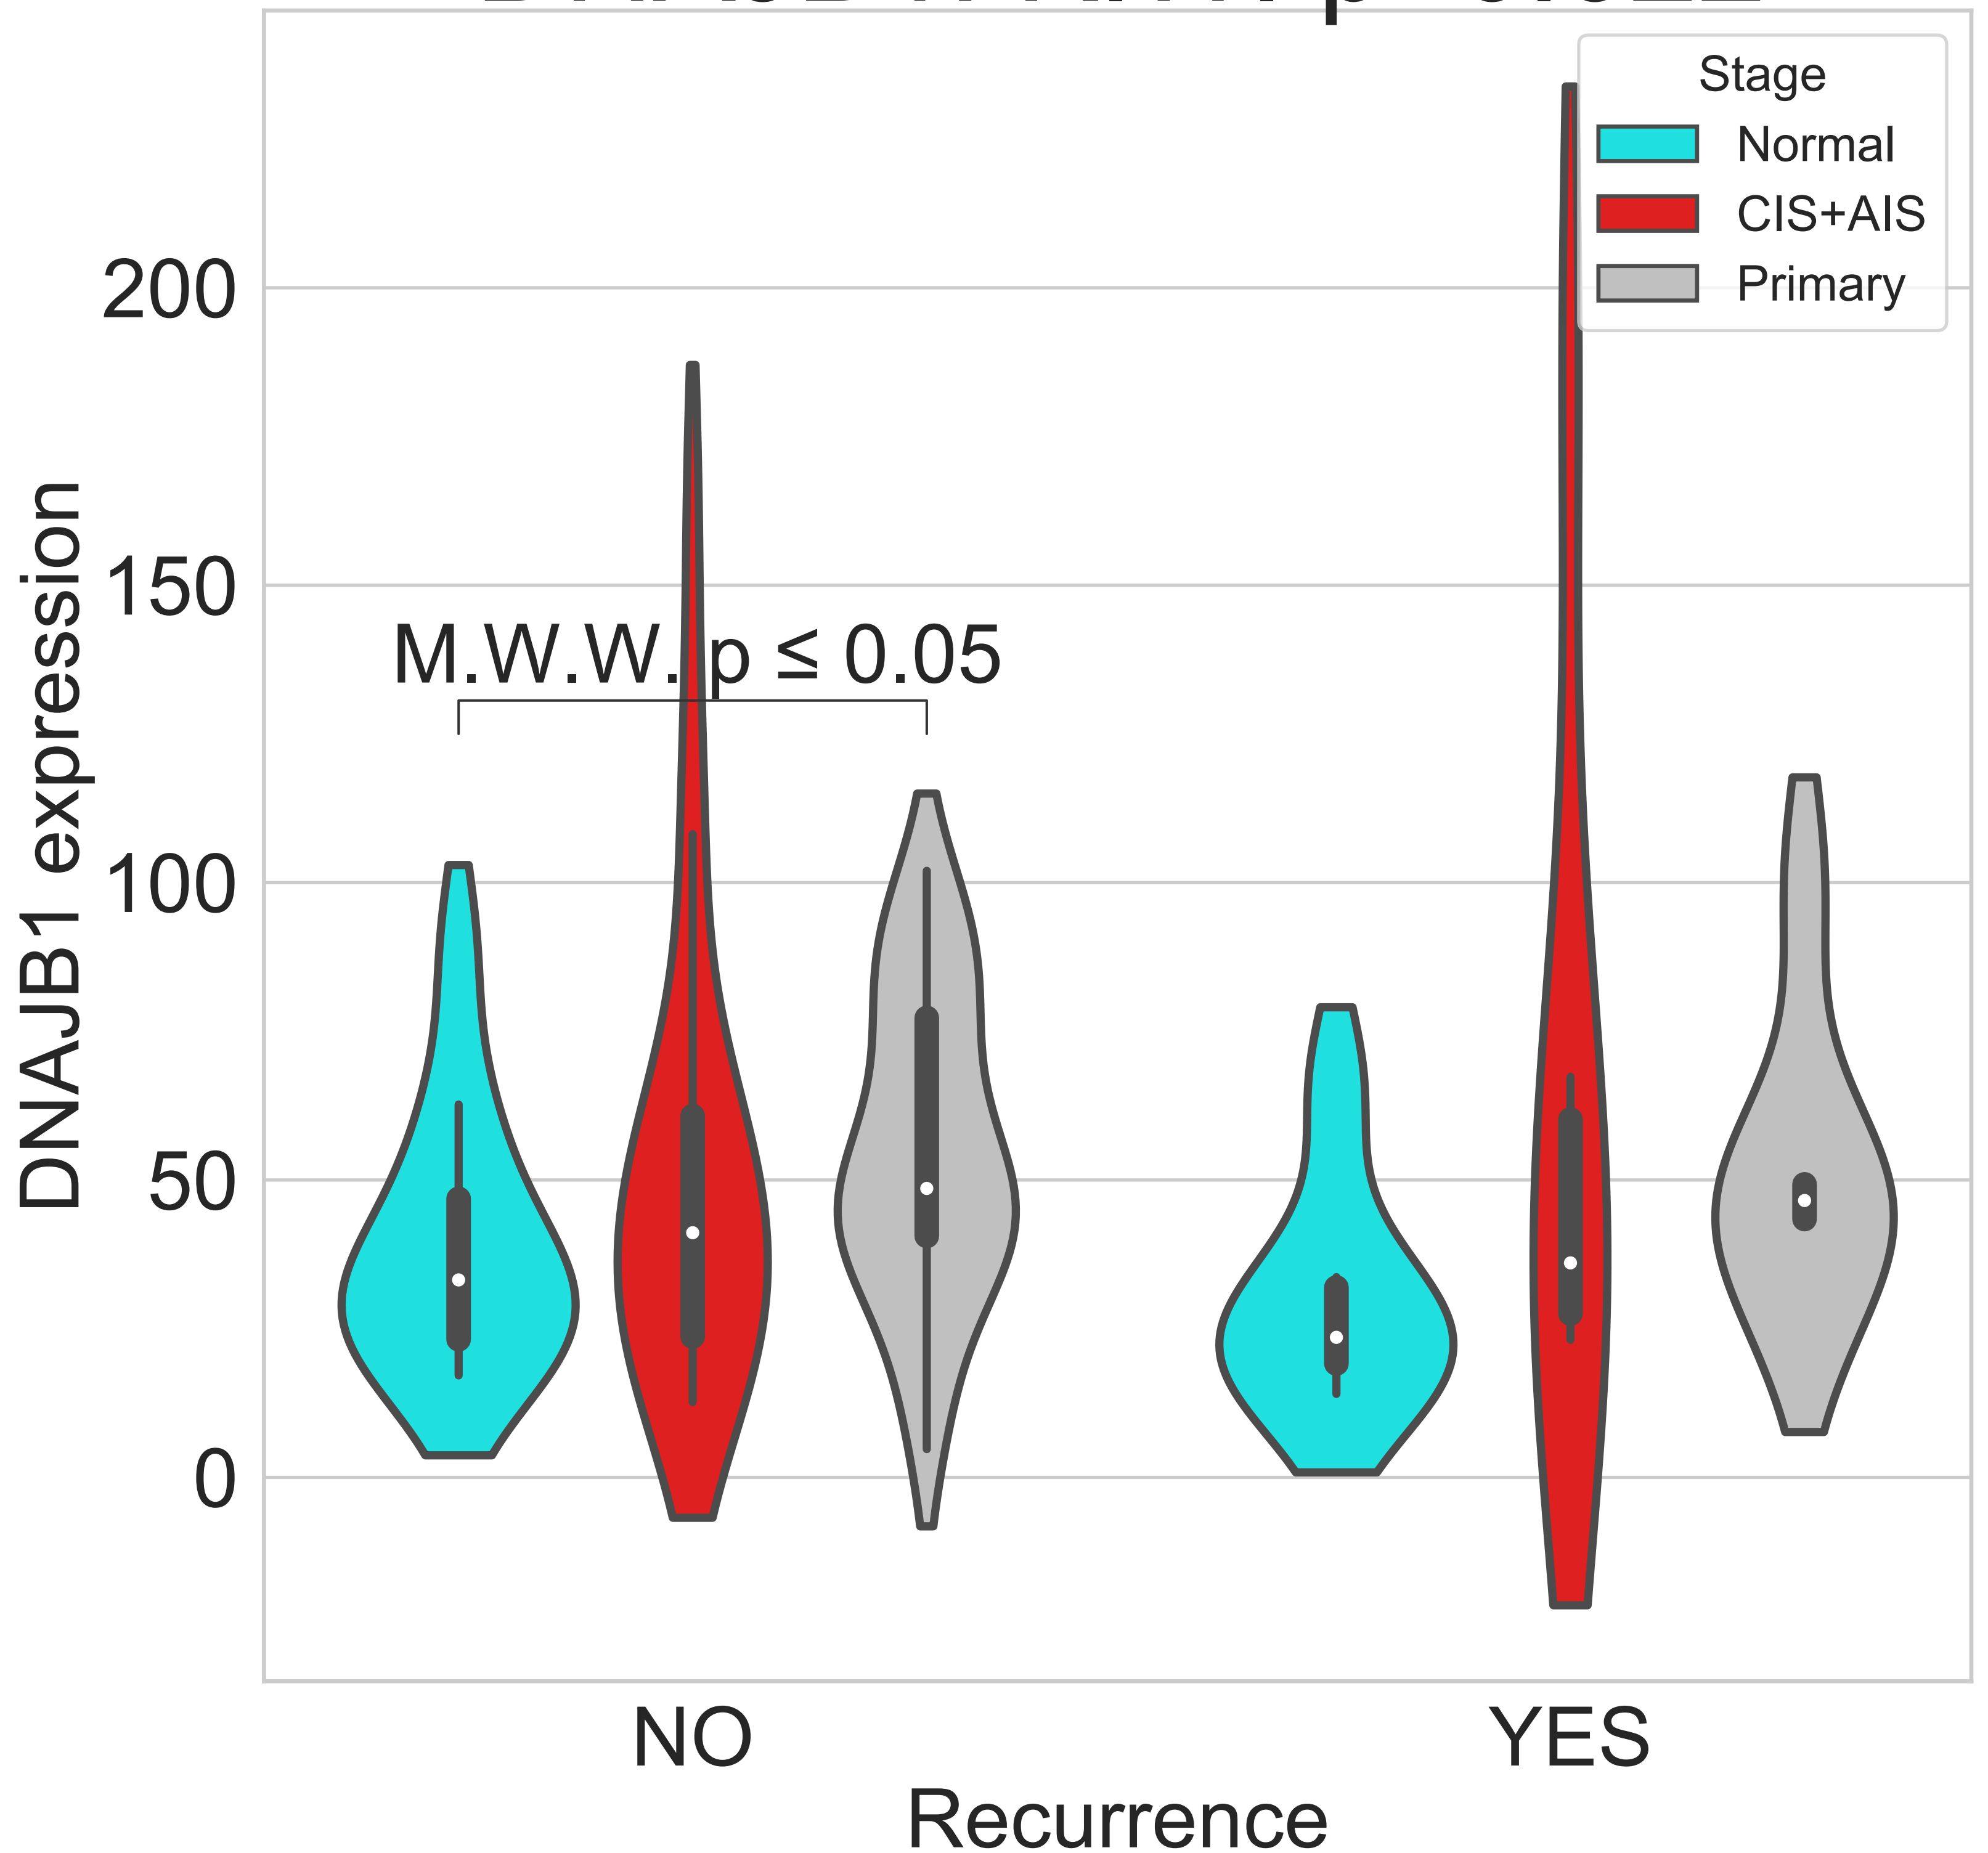 Stage
Normal
CIS+AIS
Primary
200
150
100
50
0
DNAJB1 expression
M.W.W. p ≤ 0.05
NO
YES
Recurrence